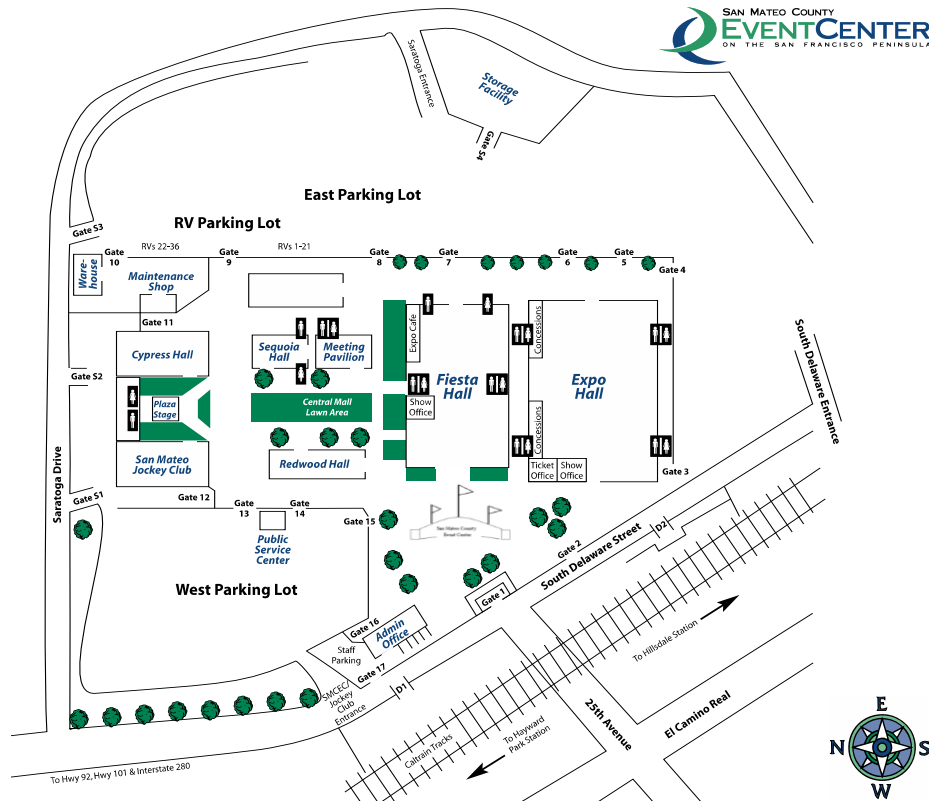 SAN MATEO COUNTY
EVENTCENTER
ON THE SAN FRANCISCO PENINSULA
Saratoga Entrance
Storage
Facility
Gate S4
East Parking Lot
RV Parking Lot
Gate S3
RVs 22-36
RVs 1-21
Gate
10
Gate
9
Gate
8
Gate
7
Gate
6
Gate
5
Gate 4
Ware-
house
Maintenance
Shop
Gate 11
Cypress Hall
Sequoia
Hall
Meeting
Pavilion
Expo Cafe
Concessions
Fiesta
Hall
Expo
Hall
Gate S2
Plaza
Stage
Central Mall
Lawn Area
Show
Office
Concessions
South Delaware Entrance
San Mateo
Jockey Club
Redwood Hall
Ticket
Office
Show
Office
Gate 3
Saratoga Drive
Gate S1
Gate 12
Gate
13
Gate
14
Gate 15
San Mateo County
Event Center
Public
Service
Center
Gate 2
South Delaware Street
D2
West Parking Lot
Gate 1
Gate 16
Admin
Office
Staff
Parking
Gate 17
To Hillsdale Station
SMCEC/
Jockey
Club
Entrance
D1
25th Avenue
El Camino Real
Caltrain Tracks
To Hayward
Park Station
To Hwy 92, Hwy 101 & Interstate 280
E
N
S
W